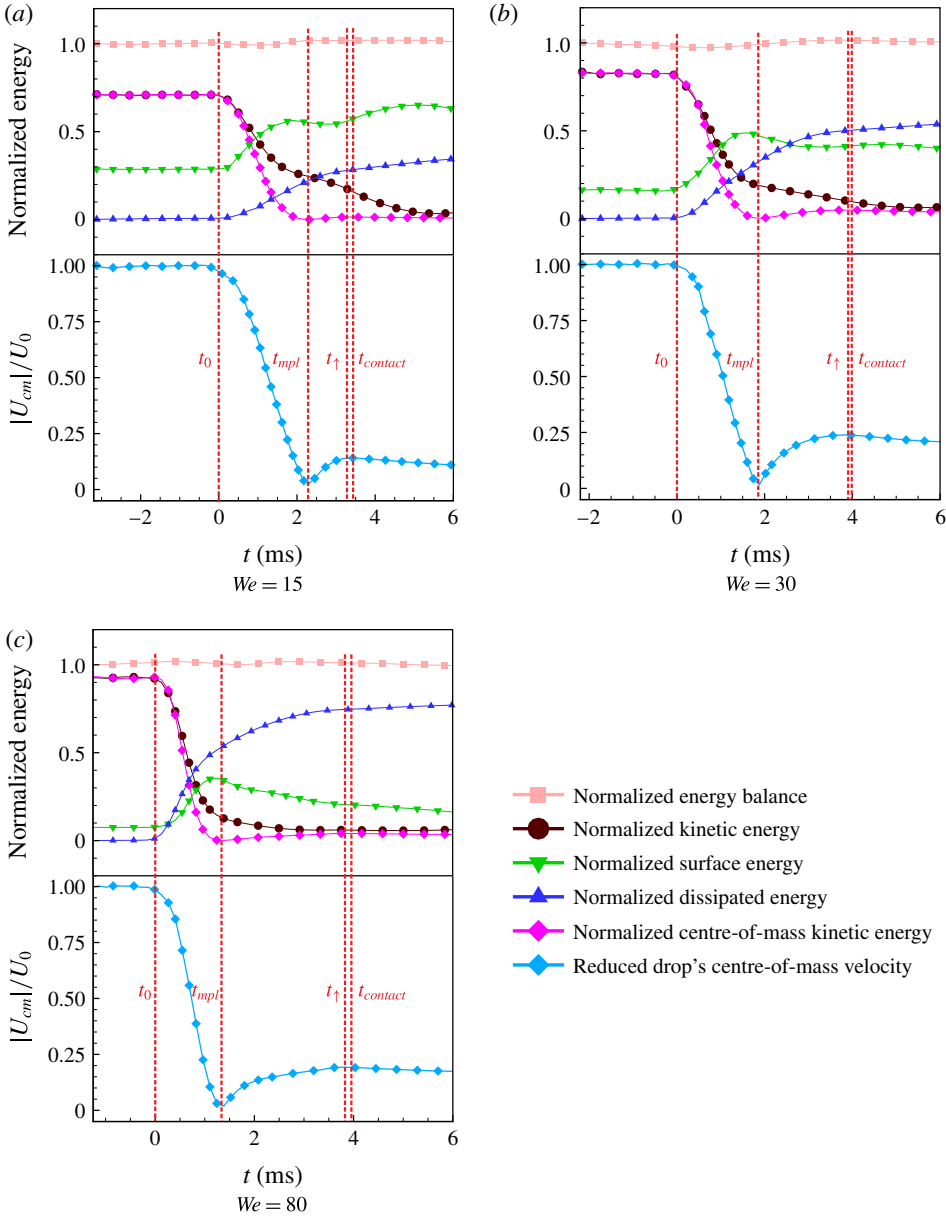 (a)
Normalized energy
1.0
0.5
0
|U_cm|/U_0
1.00
0.75
0.50
0.25
0
t_0
t_mpl
t_↑
t_contact
−2
0
2
4
6
t (ms)
We = 15
(b)
1.0
0.5
0
1.00
0.75
0.50
0.25
0
t_0
t_mpl
t_↑
t_contact
−2
0
2
4
6
t (ms)
We = 30
(c)
Normalized energy
1.0
0.5
0
|U_cm|/U_0
1.00
0.75
0.50
0.25
0
t_0
t_mpl
t_↑
t_contact
0
2
4
6
t (ms)
We = 80
Normalized energy balance
Normalized kinetic energy
Normalized surface energy
Normalized dissipated energy
Normalized centre-of-mass kinetic energy
Reduced drop's centre-of-mass velocity